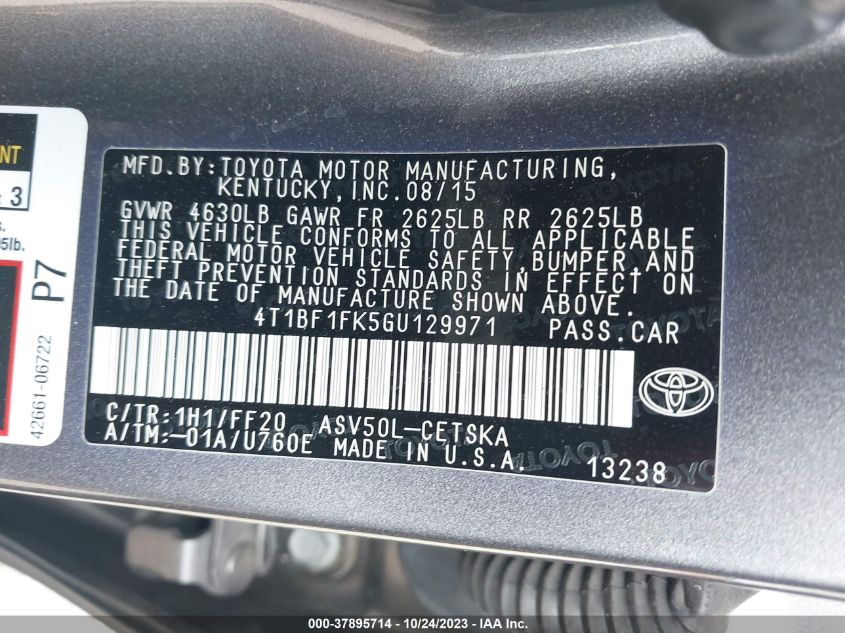 NT
: 3
s.
5lb.
P7
42661-06722
MFD.BY:TOYOTA MOTOR MANUFACTURING,
KENTUCKY,INC.08/15
GVWR 4630LB GAWR FR 2625LB RR 2625LB
THIS VEHICLE CONFORMS TO ALL APPLICABLE
FEDERAL MOTOR VEHICLE SAFETY,BUMPER,AND
THEFT PREVENTION STANDARDS IN EFFECT ON
THE DATE OF MANUFACTURE SHOWN ABOVE.
4T1BF1FK5GU129971 PASS.CAR
C/TR:1H1/FF20 ASV50L-CETSKA
A/TM:-01A/U760E MADE IN U.S.A.
13238
000-37895714 - 10/24/2023 - IAA Inc.